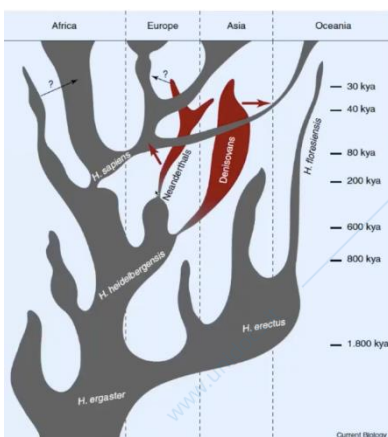 Africa Europe Asia Oceania
?
?
30 kya
40 kya
H. sapiens
Neanderthals
Denisovans
H. floresiensis
80 kya
200 kya
H. heidelbergensis
600 kya
800 kya
H. erectus
1.800 kya
H. ergaster
Current Biology